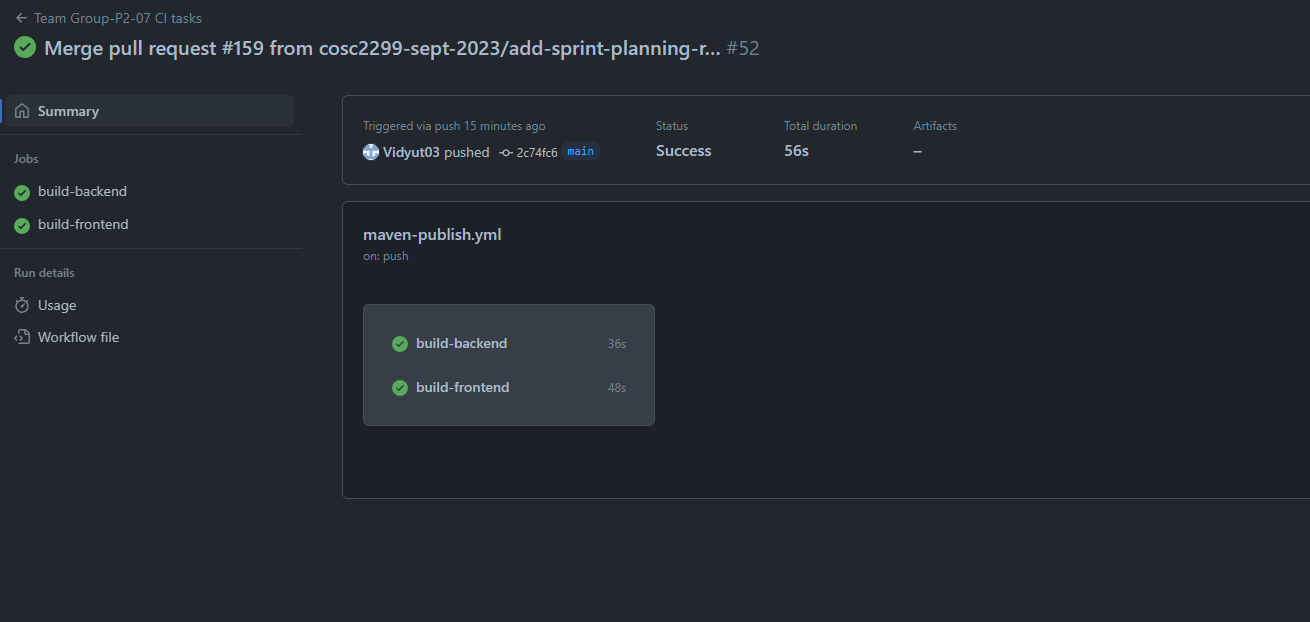 Team Group-P2-07 CI tasks
Merge pull request #159 from cosc2299-sept-2023/add-sprint-planning-r... #52
Summary
Jobs
build-backend
build-frontend
Run details
Usage
Workflow file
Triggered via push 15 minutes ago
Vidyut03 pushed 2c74fc6 main
Status
Success
Total duration
56s
Artifacts
–
maven-publish.yml
on: push
build-backend 36s
build-frontend 48s